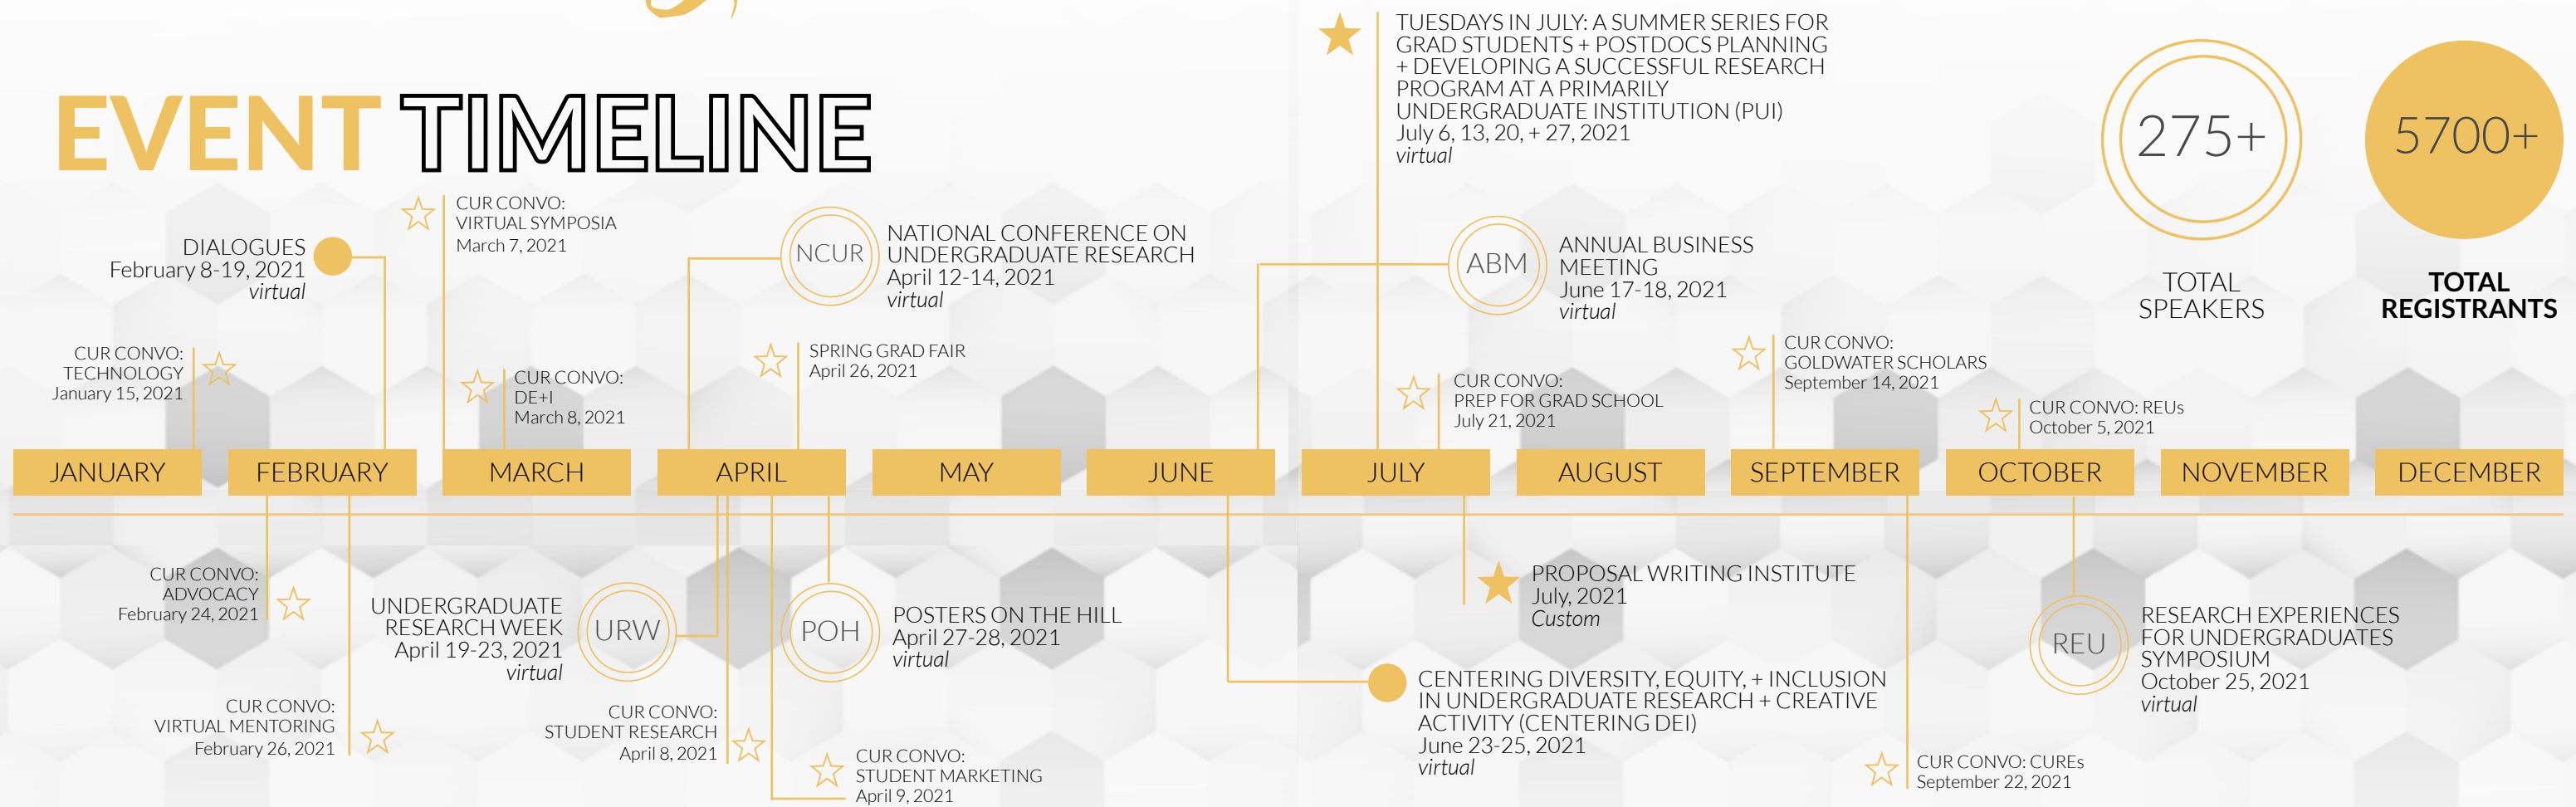 EVENT TIMELINE
TUESDAYS IN JULY: A SUMMER SERIES FOR
GRAD STUDENTS + POSTDOCS PLANNING
+ DEVELOPING A SUCCESSFUL RESEARCH
PROGRAM AT A PRIMARILY
UNDERGRADUATE INSTITUTION (PUI)
July 6, 13, 20, + 27, 2021
virtual
275+
TOTAL
SPEAKERS
5700+
TOTAL
REGISTRANTS
CUR CONVO:
TECHNOLOGY
January 15, 2021
DIALOGUES
February 8-19, 2021
virtual
CUR CONVO:
VIRTUAL SYMPOSIA
March 7, 2021
CUR CONVO:
DE+I
March 8, 2021
NCUR
NATIONAL CONFERENCE ON
UNDERGRADUATE RESEARCH
April 12-14, 2021
virtual
SPRING GRAD FAIR
April 26, 2021
ABM
ANNUAL BUSINESS
MEETING
June 17-18, 2021
virtual
CUR CONVO:
PREP FOR GRAD SCHOOL
July 21, 2021
CUR CONVO:
GOLDWATER SCHOLARS
September 14, 2021
CUR CONVO: REUs
October 5, 2021
JANUARY
FEBRUARY
MARCH
APRIL
MAY
JUNE
JULY
AUGUST
SEPTEMBER
OCTOBER
NOVEMBER
DECEMBER
CUR CONVO:
ADVOCACY
February 24, 2021
CUR CONVO:
VIRTUAL MENTORING
February 26, 2021
UNDERGRADUATE
RESEARCH WEEK
April 19-23, 2021
virtual
URW
CUR CONVO:
STUDENT RESEARCH
April 8, 2021
POH
POSTERS ON THE HILL
April 27-28, 2021
virtual
CUR CONVO:
STUDENT MARKETING
April 9, 2021
PROPOSAL WRITING INSTITUTE
July, 2021
Custom
CENTERING DIVERSITY, EQUITY, + INCLUSION
IN UNDERGRADUATE RESEARCH + CREATIVE
ACTIVITY (CENTERING DEI)
June 23-25, 2021
virtual
CUR CONVO: CUREs
September 22, 2021
REU
RESEARCH EXPERIENCES
FOR UNDERGRADUATES
SYMPOSIUM
October 25, 2021
virtual